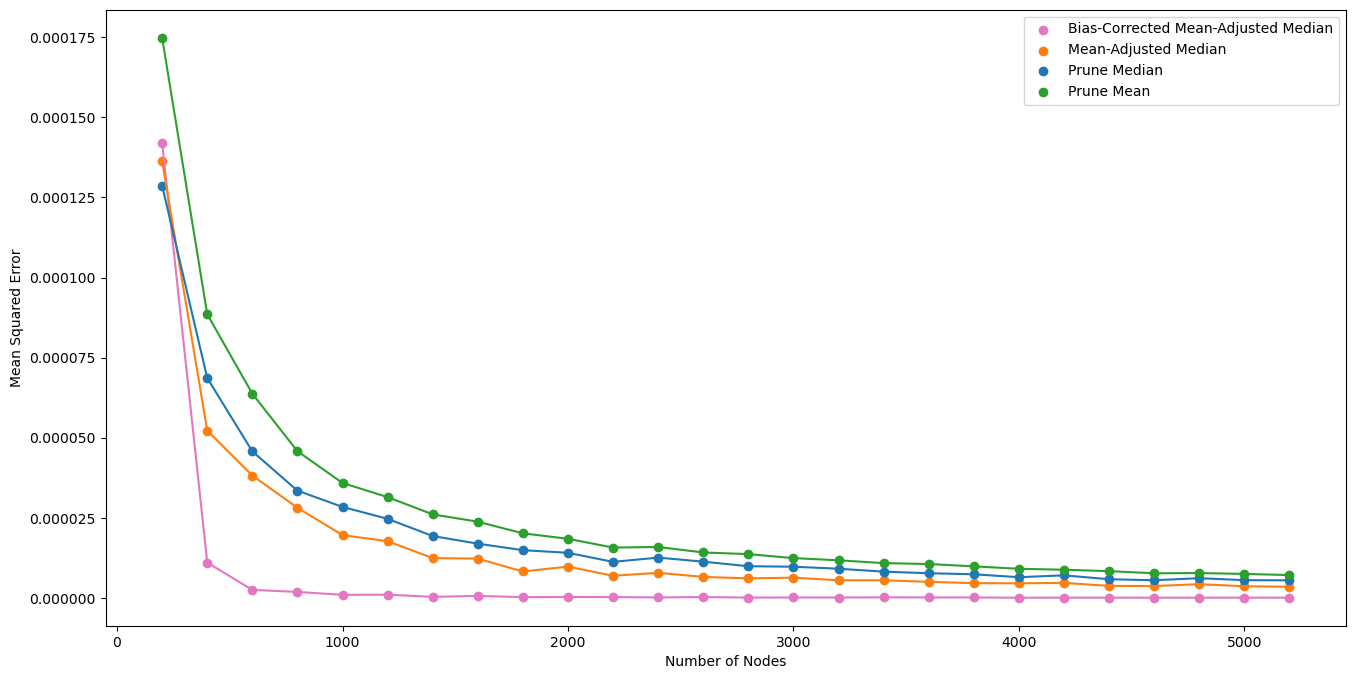 Bias-Corrected Mean-Adjusted Median
Mean-Adjusted Median
Prune Median
Prune Mean
Mean Squared Error
0.000175
0.000150
0.000125
0.000100
0.000075
0.000050
0.000025
0.000000
0
1000
2000
3000
4000
5000
Number of Nodes